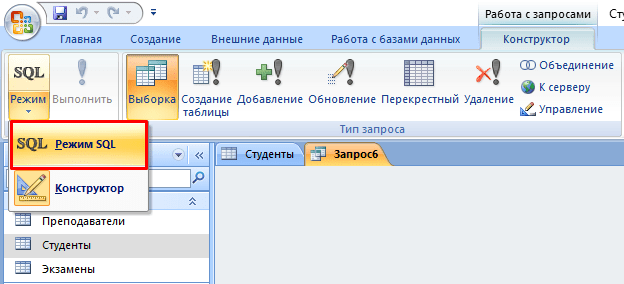 Работа с запросами
Сту
Главная
Создание
Внешние данные
Работа с базами данных
Конструктор
SQL
Режим
Выполнить
Выборка
Создание
таблицы
Добавление
Обновление
Перекрестный
Удаление
Объединение
К серверу
Управление
Тип запроса
SQL Режим SQL
Конструктор
Студенты
Запрос6
Преподаватели
Студенты
Экзамены